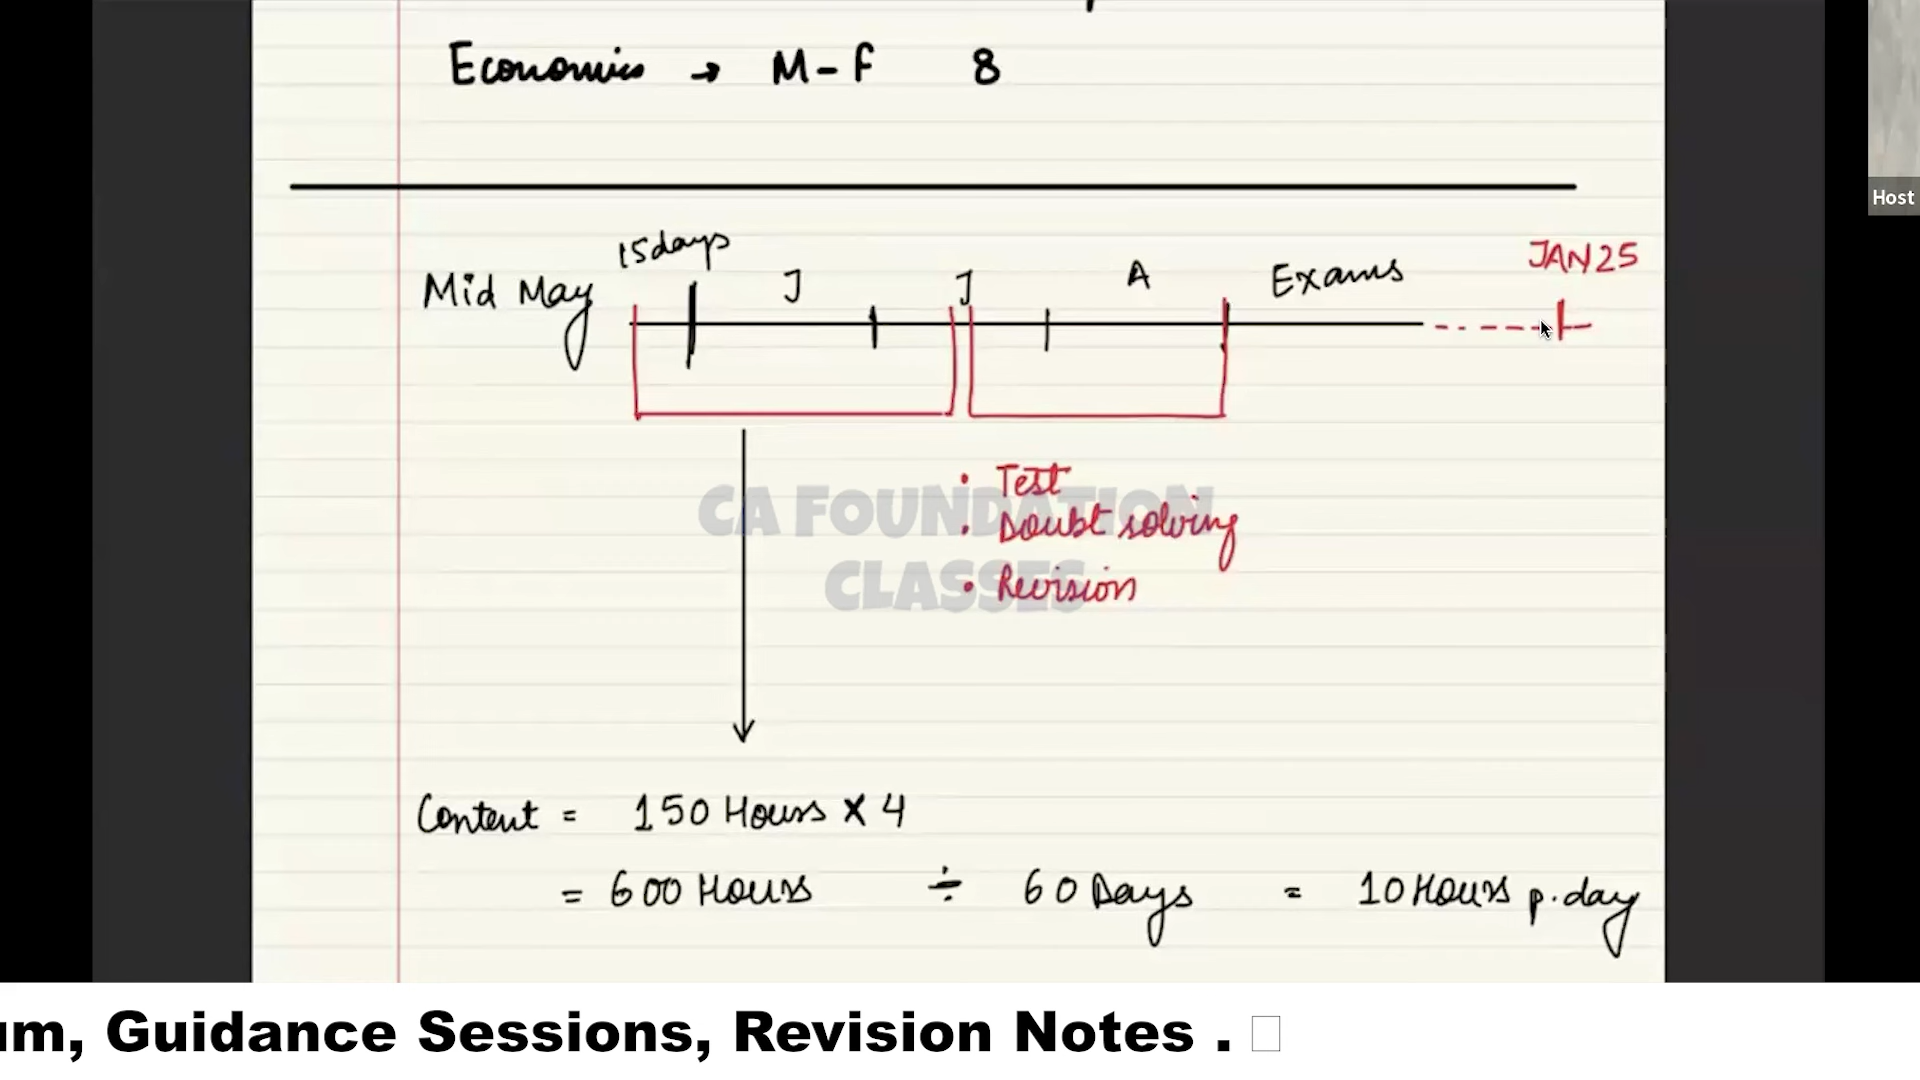 Economics → M-F 8
Host
15days
JAN25
Mid May J J A Exams
CA FOUNDATION
CLASSES
• Test
• Doubt solving
• Revision
Content = 150 Hours X 4
= 600 Hours ÷ 60 Days = 10 Hours p.day
, Guidance Sessions, Revision Notes .